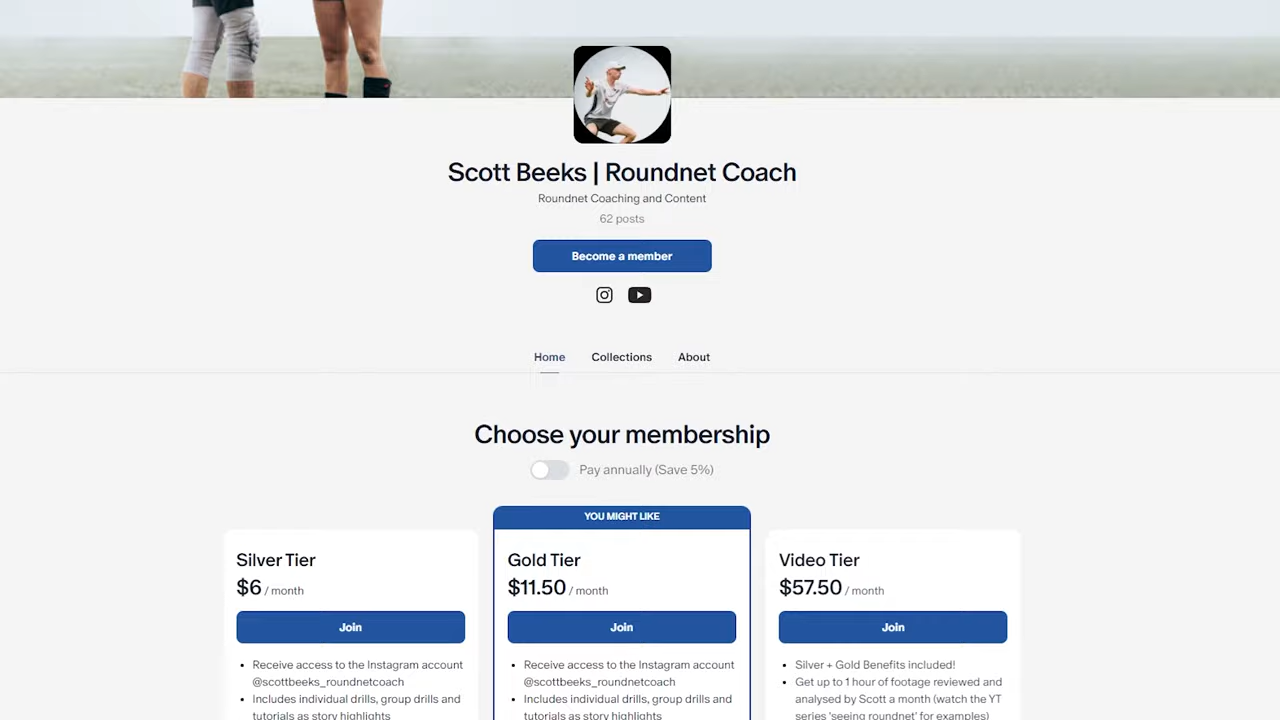 Scott Beeks | Roundnet Coach
Roundnet Coaching and Content
62 posts
Become a member
Home
Collections
About
Choose your membership
Pay annually (Save 5%)
YOU MIGHT LIKE
Silver Tier
$6 / month
Join
• Receive access to the Instagram account
@scottbeeks_roundnetcoach
• Includes individual drills, group drills and
tutorials as story highlights
Gold Tier
$11.50 / month
Join
• Receive access to the Instagram account
@scottbeeks_roundnetcoach
• Includes individual drills, group drills and
tutorials as story highlights
Video Tier
$57.50 / month
Join
• Silver + Gold Benefits included!
• Get up to 1 hour of footage reviewed and
analysed by Scott a month (watch the YT
series 'seeing roundnet' for examples)